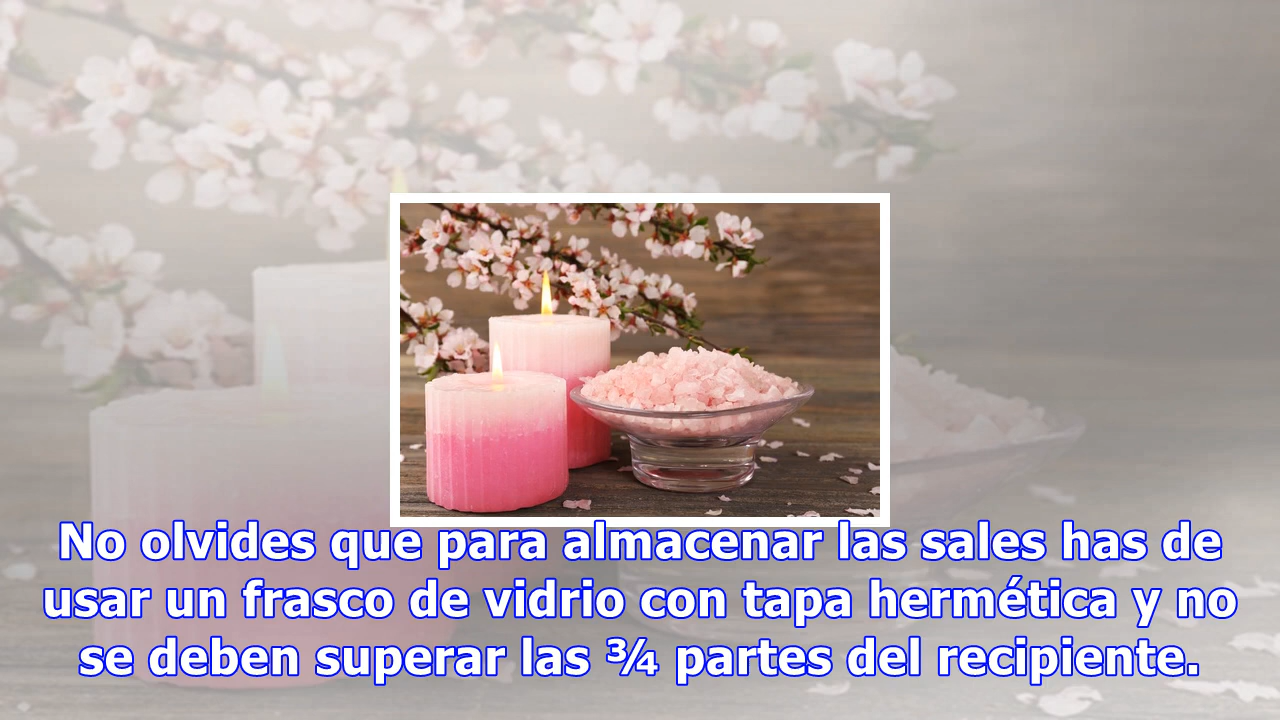 No olvides que para almacenar las sales has de
usar un frasco de vidrio con tapa hermética y no
se deben superar las ¾ partes del recipiente.